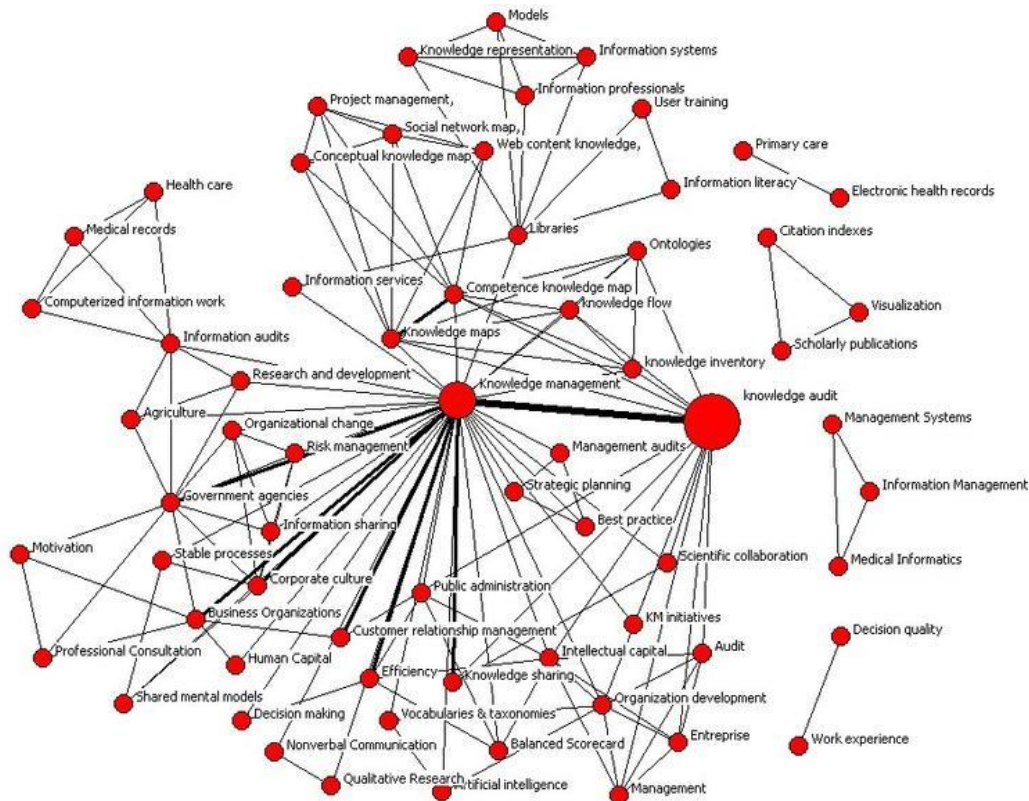 Models
Knowledge representation
Information systems
Information professionals
Project management,
User training
Social network map,
Web content knowledge,
Conceptual knowledge map
Primary care
Information literacy
Electronic health records
Health care
Medical records
Libraries
Citation indexes
Ontologies
Information services
Competence knowledge map
knowledge flow
Computerized information work
Visualization
Information audits
Knowledge maps
Scholarly publications
knowledge inventory
Research and development
Knowledge management
knowledge audit
Agriculture
Management Systems
Organizational change
Risk management
Management audits
Strategic planning
Information Management
Government agencies
Information sharing
Best practice
Motivation
Stable processes
Scientific collaboration
Medical Informatics
Corporate culture
Public administration
Business Organizations
KM initiatives
Customer relationship management
Decision quality
Professional Consultation
Human Capital
Intellectual capital
Audit
Efficiency
Knowledge sharing
Shared mental models
Organization development
Decision making
Vocabularies & taxonomies
Entreprise
Work experience
Nonverbal Communication
Balanced Scorecard
Qualitative Research
Artificial intelligence
Management